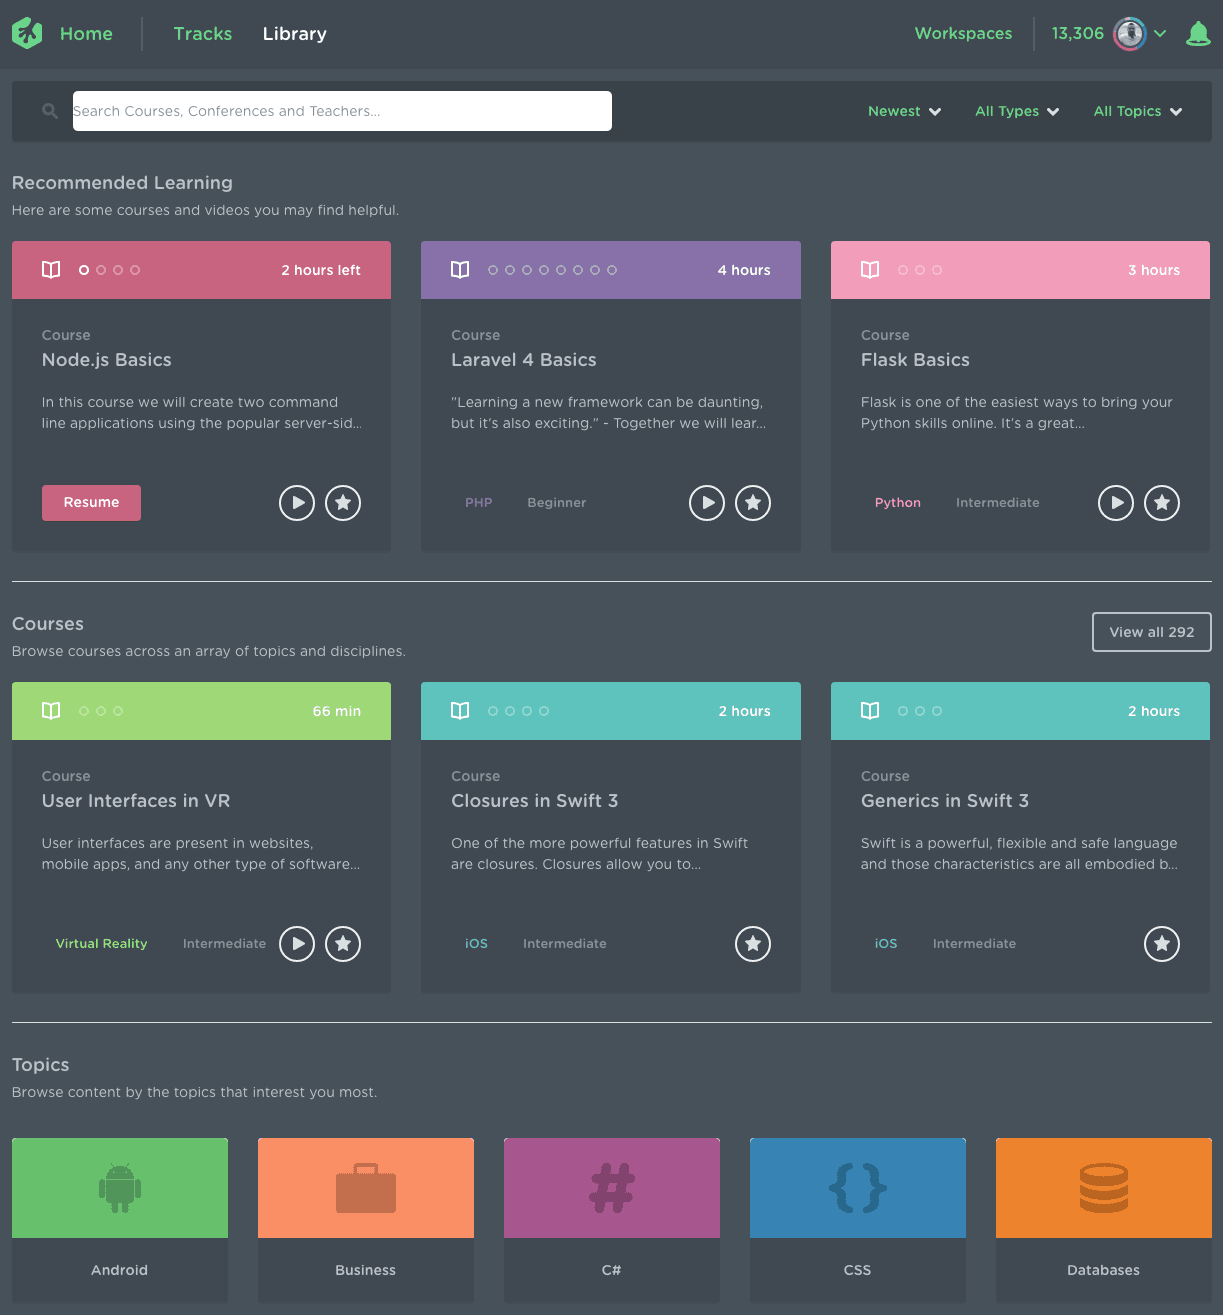 Home
Tracks
Library
Workspaces
13,306
Search Courses, Conferences and Teachers...
Newest
All Types
All Topics
Recommended Learning
Here are some courses and videos you may find helpful.
2 hours left
Course
Node.js Basics
In this course we will create two command
line applications using the popular server-sid...
Resume
4 hours
Course
Laravel 4 Basics
"Learning a new framework can be daunting,
but it's also exciting." - Together we will lear...
PHP
Beginner
3 hours
Course
Flask Basics
Flask is one of the easiest ways to bring your
Python skills online. It's a great...
Python
Intermediate
Courses
Browse courses across an array of topics and disciplines.
View all 292
66 min
Course
User Interfaces in VR
User interfaces are present in websites,
mobile apps, and any other type of software...
Virtual Reality
Intermediate
2 hours
Course
Closures in Swift 3
One of the more powerful features in Swift
are closures. Closures allow you to...
iOS
Intermediate
2 hours
Course
Generics in Swift 3
Swift is a powerful, flexible and safe language
and those characteristics are all embodied b...
iOS
Intermediate
Topics
Browse content by the topics that interest you most.
#
{}
Android
Business
C#
CSS
Databases